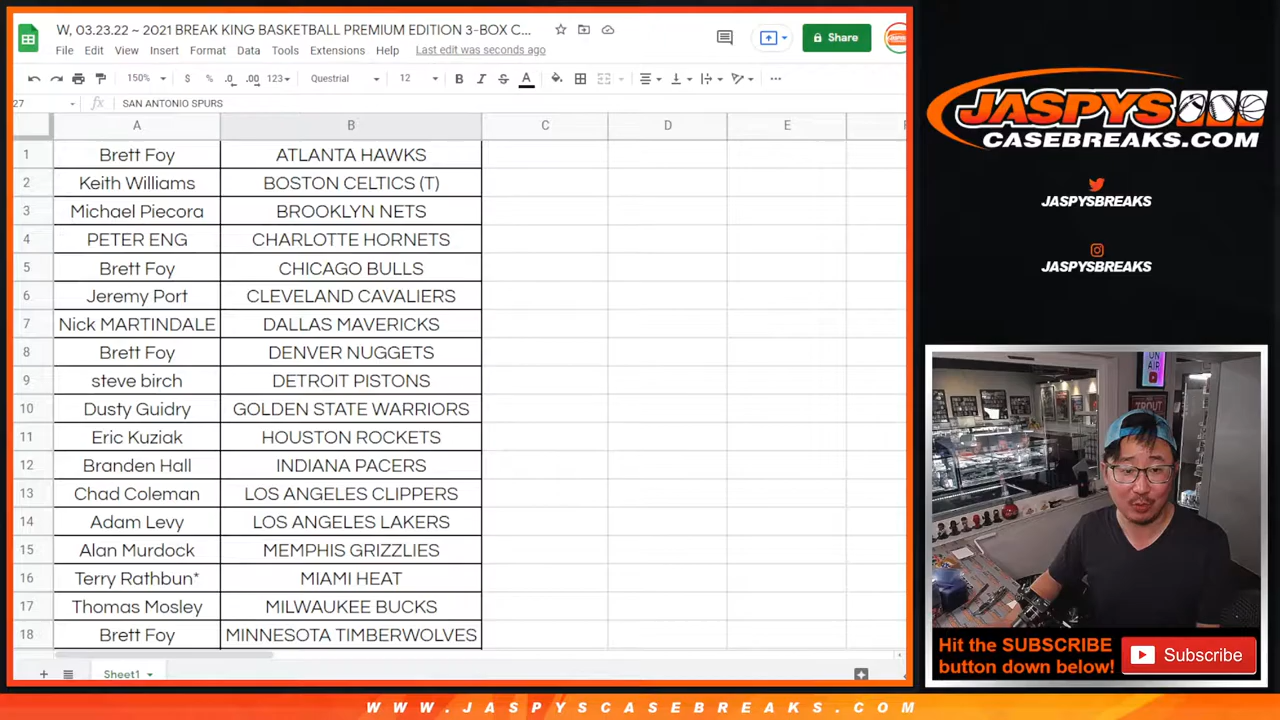 W, 03.23.22 ~ 2021 BREAK KING BASKETBALL PREMIUM EDITION 3-BOX C...
File Edit View Insert Format Data Tools Extensions Help Last edit was seconds ago
Share
150% $ % .0 .00 123 Questrial 12 B I S A
27 fx SAN ANTONIO SPURS
A B C D E
1 Brett Foy ATLANTA HAWKS
2 Keith Williams BOSTON CELTICS (T)
3 Michael Piecora BROOKLYN NETS
4 PETER ENG CHARLOTTE HORNETS
5 Brett Foy CHICAGO BULLS
6 Jeremy Port CLEVELAND CAVALIERS
7 Nick MARTINDALE DALLAS MAVERICKS
8 Brett Foy DENVER NUGGETS
9 steve birch DETROIT PISTONS
10 Dusty Guidry GOLDEN STATE WARRIORS
11 Eric Kuziak HOUSTON ROCKETS
12 Branden Hall INDIANA PACERS
13 Chad Coleman LOS ANGELES CLIPPERS
14 Adam Levy LOS ANGELES LAKERS
15 Alan Murdock MEMPHIS GRIZZLIES
16 Terry Rathbun* MIAMI HEAT
17 Thomas Mosley MILWAUKEE BUCKS
18 Brett Foy MINNESOTA TIMBERWOLVES
Sheet1
JASPYS
CASEBREAKS.COM
JASPYSBREAKS
JASPYSBREAKS
ON
AIR
TROUT
Hit the SUBSCRIBE
button down below!
Subscribe
WWW.JASPYSCASEBREAKS.COM